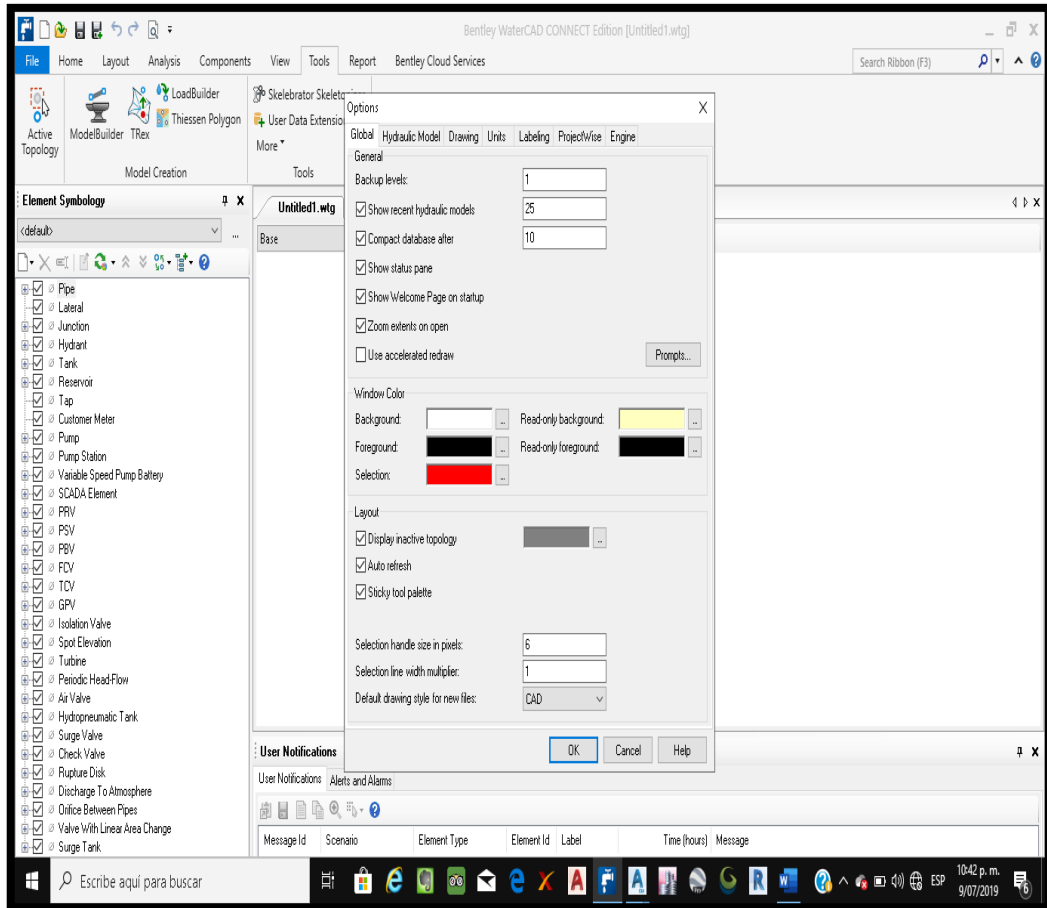 Bentley WaterCAD CONNECT Edition [Untitled1.wtg]
File Home Layout Analysis Components View Tools Report Bentley Cloud Services
Search Ribbon (F3)
Active Topology
ModelBuilder
TRex
LoadBuilder
Thiessen Polygon
Model Creation
Skelebrator Skeleto
User Data Extensio
More
Tools
Element Symbology
<default>
Pipe
Lateral
Junction
Hydrant
Tank
Reservoir
Tap
Customer Meter
Pump
Pump Station
Variable Speed Pump Battery
SCADA Element
PRV
PSV
PBV
FCV
TCV
GPV
Isolation Valve
Spot Elevation
Turbine
Periodic Head-Flow
Air Valve
Hydropneumatic Tank
Surge Valve
Check Valve
Rupture Disk
Discharge To Atmosphere
Orifice Between Pipes
Valve With Linear Area Change
Surge Tank
Untitled1.wtg
Base
Options
Global Hydraulic Model Drawing Units Labeling ProjectWise Engine
General
Backup levels: 1
Show recent hydraulic models 25
Compact database after 10
Show status pane
Show Welcome Page on startup
Zoom extents on open
Use accelerated redraw
Prompts...
Window Color
Background: ... Read-only background: ...
Foreground: ... Read-only foreground: ...
Selection: ...
Layout
Display inactive topology ...
Auto refresh
Sticky tool palette
Selection handle size in pixels: 6
Selection line width multiplier: 1
Default drawing style for new files: CAD
OK Cancel Help
User Notifications
User Notifications Alerts and Alarms
Message Id Scenario Element Type Element Id Label Time (hours) Message
Escribe aquí para buscar
ESP
10:42 p. m.
9/07/2019